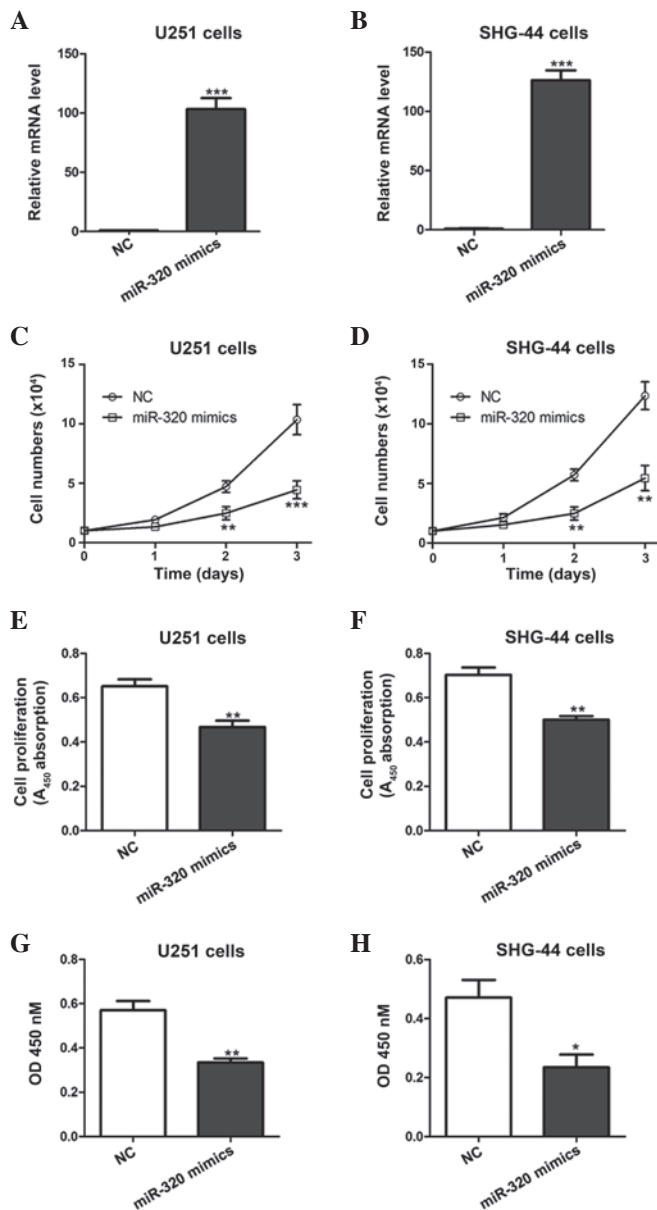 A
U251 cells
Relative mRNA level
150
100
50
0
***
NC
miR-320 mimics
B
SHG-44 cells
Relative mRNA level
150
100
50
0
***
NC
miR-320 mimics
C
U251 cells
Cell numbers (x10⁴)
15
10
5
0
NC
miR-320 mimics
**
***
0 1 2 3
Time (days)
D
SHG-44 cells
Cell numbers (x10⁴)
15
10
5
0
NC
miR-320 mimics
**
**
0 1 2 3
Time (days)
E
U251 cells
Cell proliferation
(A₄₅₀ absorption)
0.8
0.6
0.4
0.2
0.0
**
NC
miR-320 mimics
F
SHG-44 cells
Cell proliferation
(A₄₅₀ absorption)
0.8
0.6
0.4
0.2
0.0
**
NC
miR-320 mimics
G
U251 cells
OD 450 nM
0.8
0.6
0.4
0.2
0.0
**
NC
miR-320 mimics
H
SHG-44 cells
OD 450 nM
0.6
0.4
0.2
0.0
*
NC
miR-320 mimics